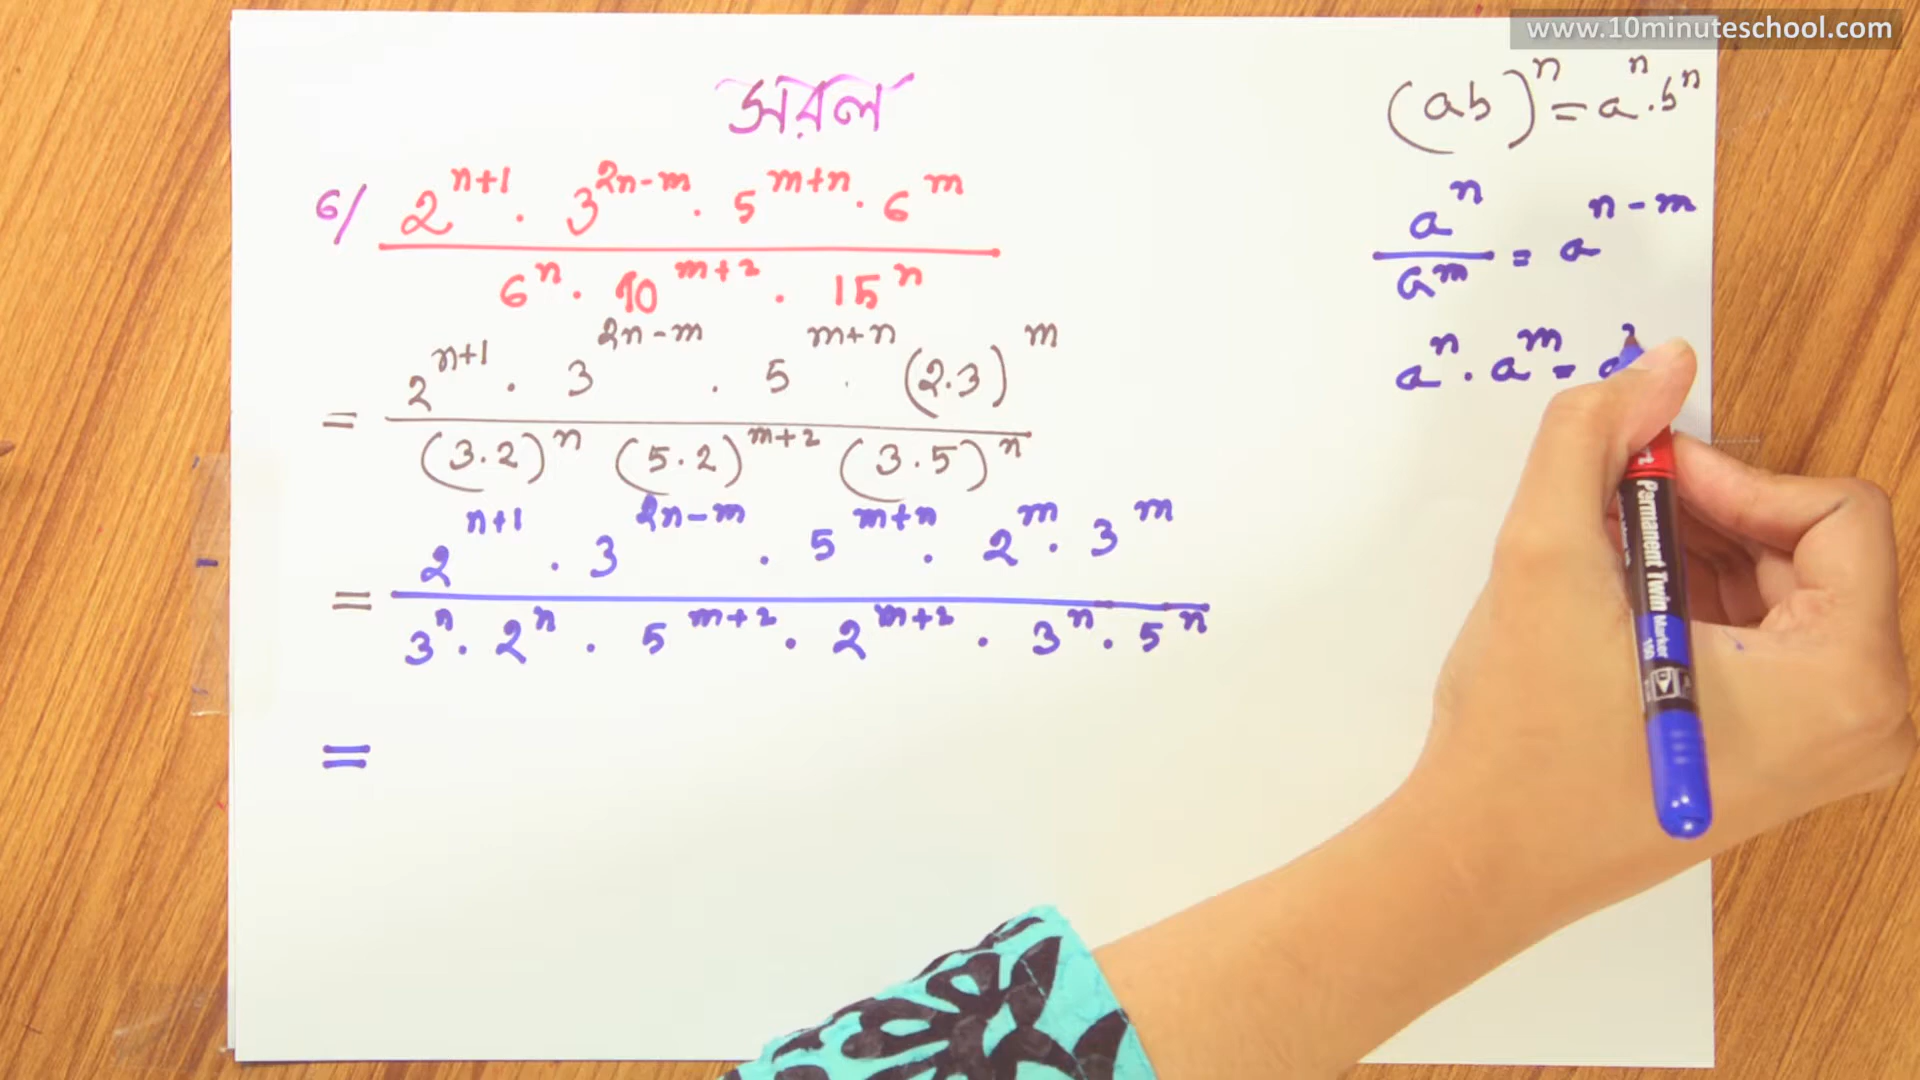 www.10minuteschool.com
সরল
6/ 2^{n+1} . 3^{2n-m} . 5^{m+n} . 6^m
6^n . 10^{m+2} . 15^n
= 2^{n+1} . 3^{2n-m} . 5^{m+n} . (2.3)^m
(3.2)^n (5.2)^{m+2} (3.5)^n
= 2^{n+1} . 3^{2n-m} . 5^{m+n} . 2^m . 3^m
3^n . 2^n . 5^{m+2} . 2^{m+2} . 3^n . 5^n
=
(ab)^n = a^n . b^n
a^n
a^m = a^{n-m}
a^n . a^m = a
Permanent Twin Marker